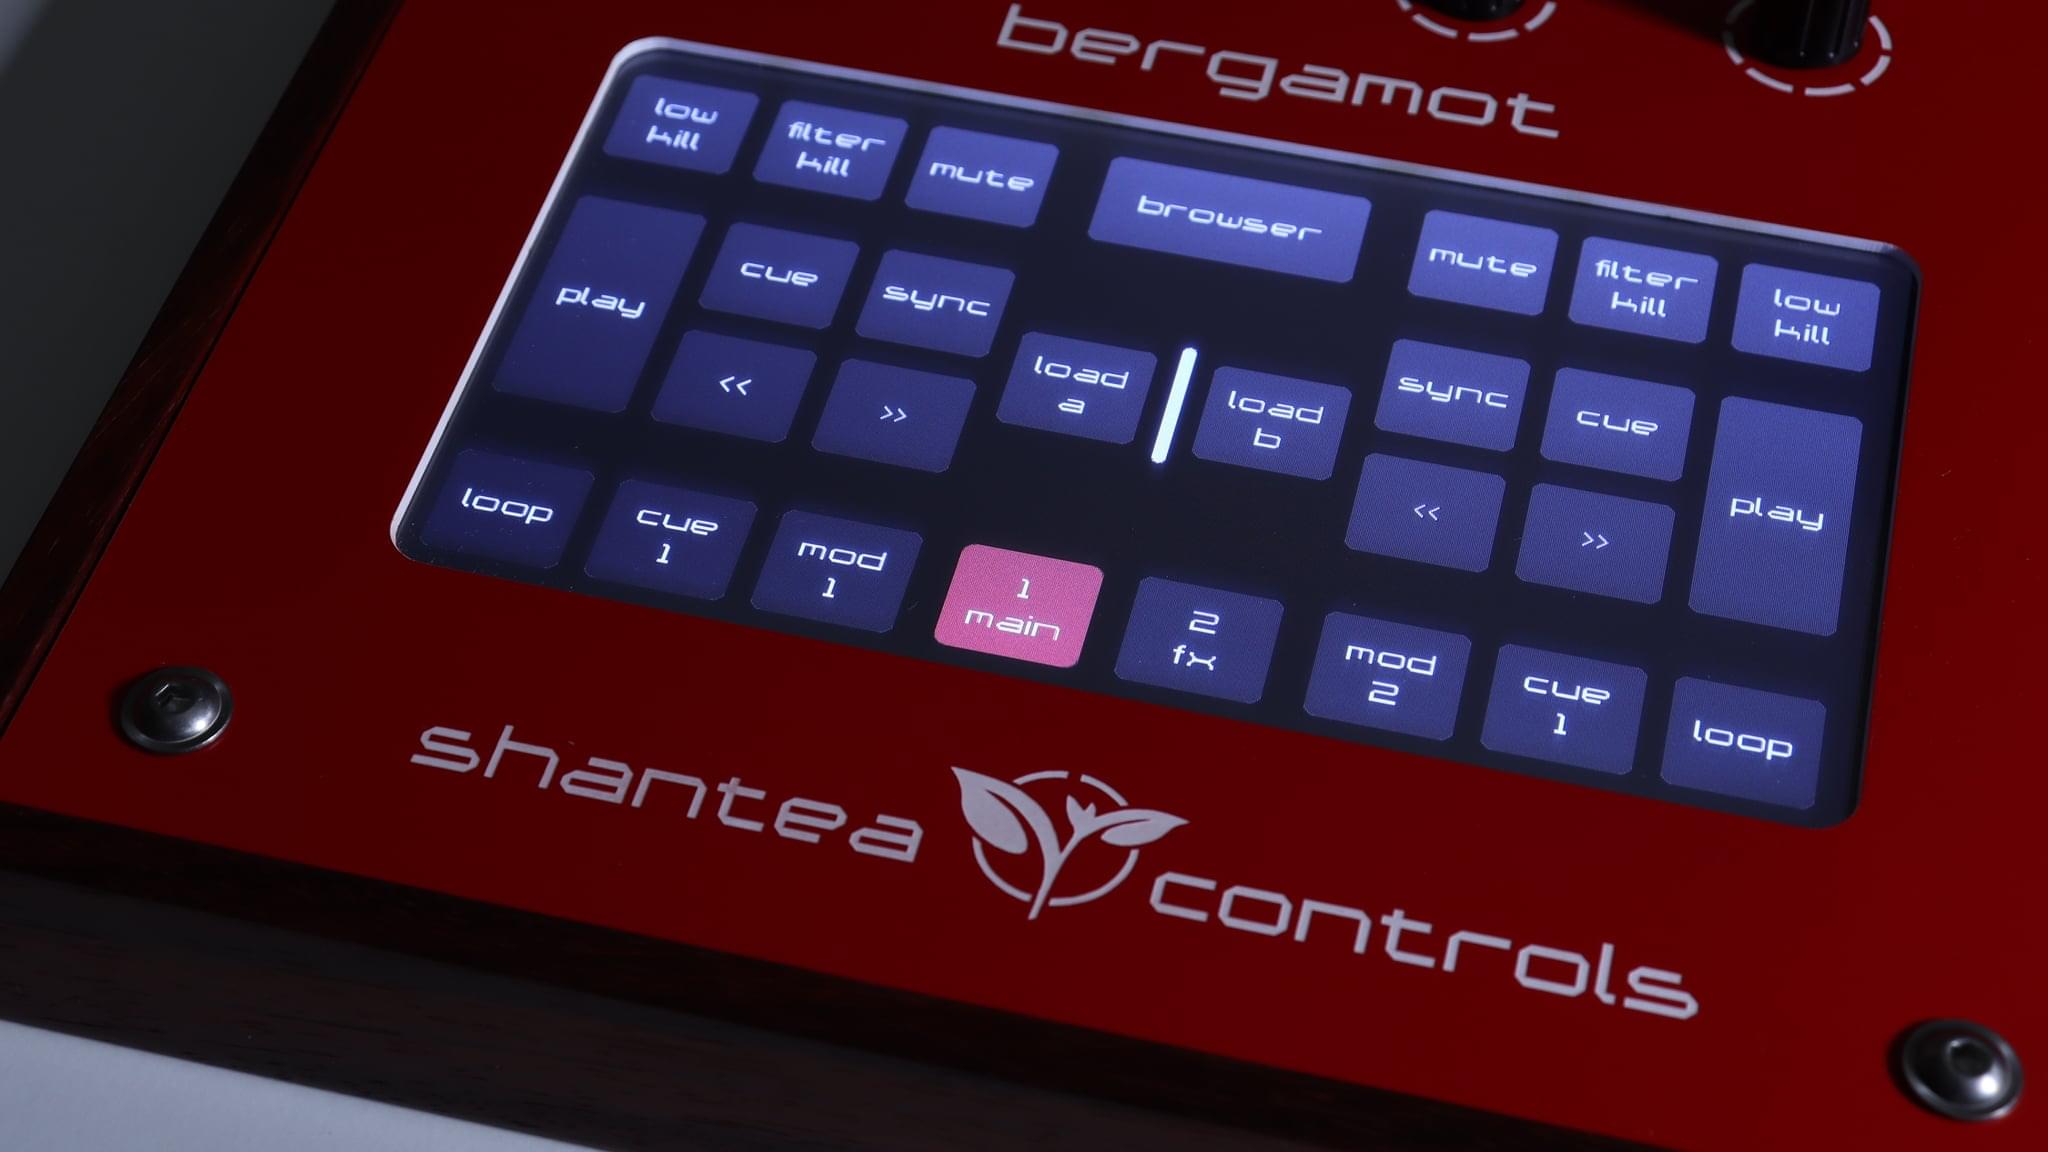 bergamot
low
kill
filter
kill
mute
browser
mute
filter
kill
low
kill
play
cue
sync
<<
>>
load
a
load
b
sync
cue
<<
>>
play
loop
cue
1
mod
1
1
main
2
fx
mod
2
cue
1
loop
shantea controls